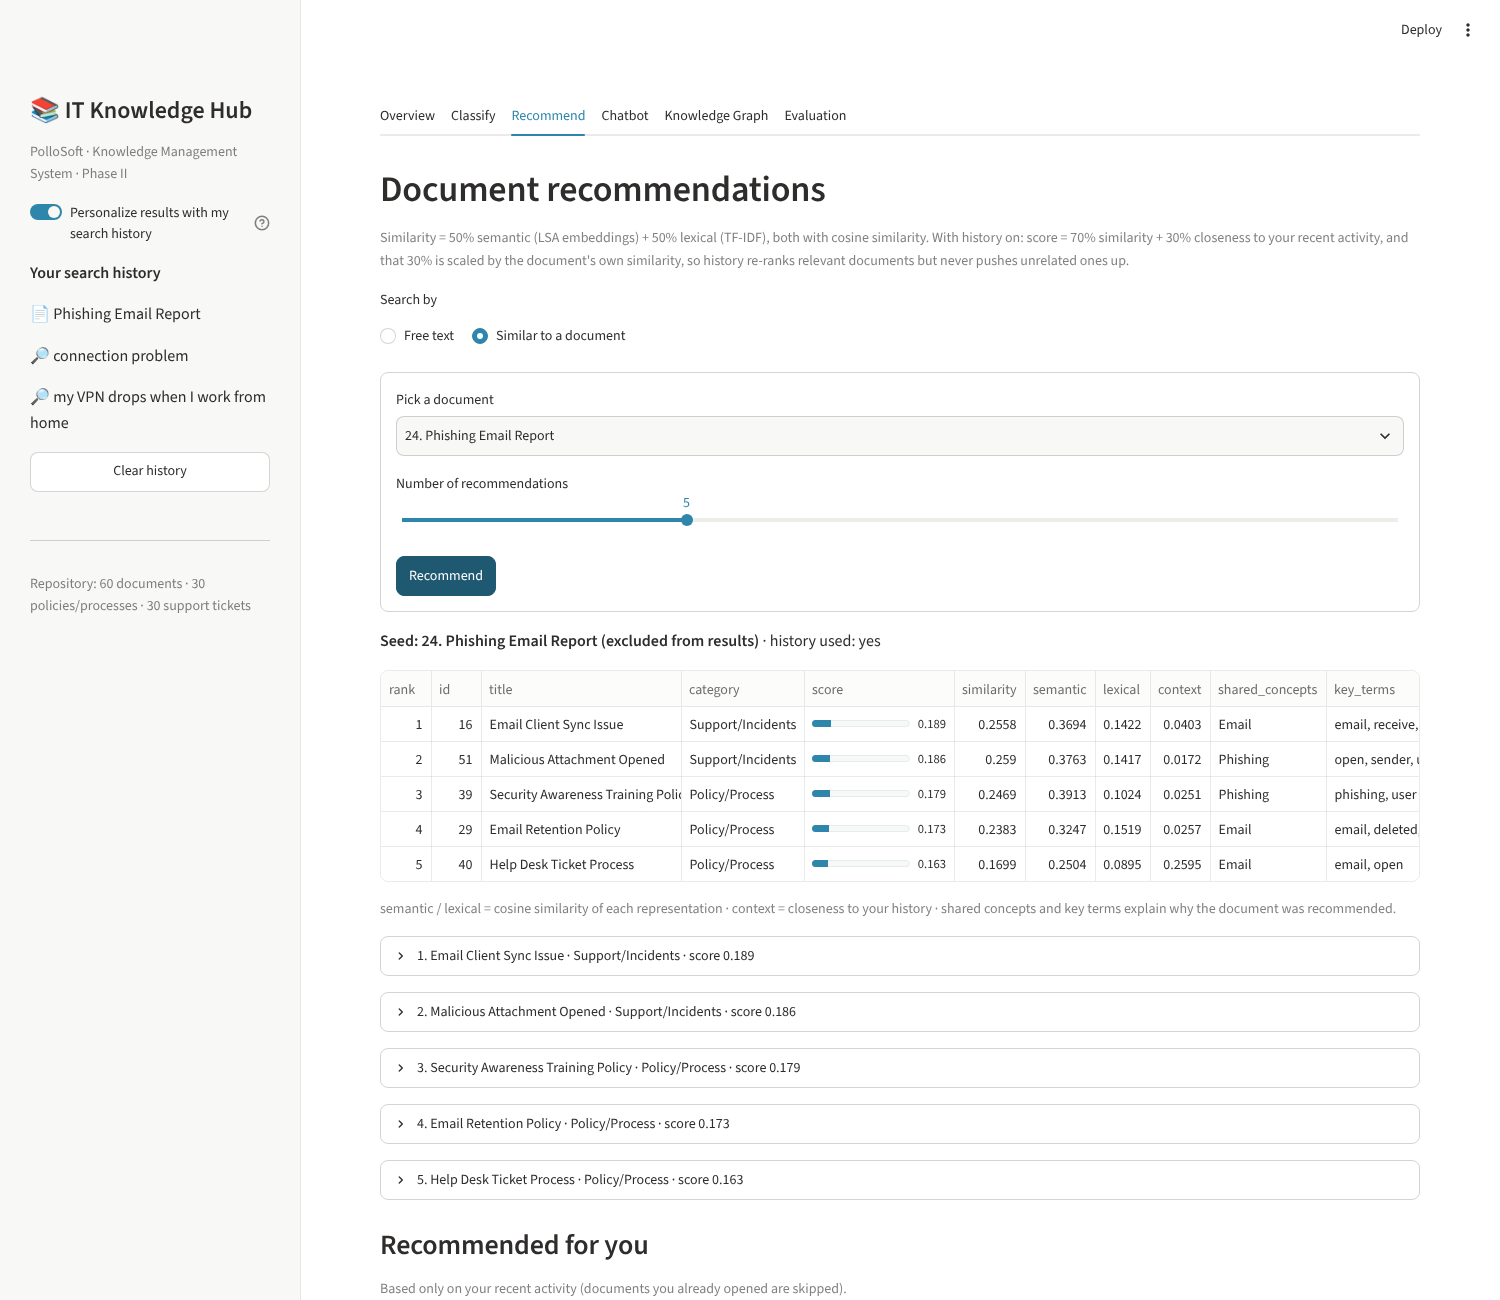 Deploy
📚 IT Knowledge Hub
PolloSoft · Knowledge Management
System · Phase II
Personalize results with my
search history
Your search history
📄 Phishing Email Report
🔎 connection problem
🔎 my VPN drops when I work from
home
Clear history
Repository: 60 documents · 30
policies/processes · 30 support tickets
Overview Classify Recommend Chatbot Knowledge Graph Evaluation
Document recommendations
Similarity = 50% semantic (LSA embeddings) + 50% lexical (TF-IDF), both with cosine similarity. With history on: score = 70% similarity + 30% closeness to your recent activity, and
that 30% is scaled by the document's own similarity, so history re-ranks relevant documents but never pushes unrelated ones up.
Search by
Free text Similar to a document
Pick a document
24. Phishing Email Report
Number of recommendations
5
Recommend
Seed: 24. Phishing Email Report (excluded from results) · history used: yes
rank id title category score similarity semantic lexical context shared_concepts key_terms
1 16 Email Client Sync Issue Support/Incidents 0.189 0.2558 0.3694 0.1422 0.0403 Email email, receive,
2 51 Malicious Attachment Opened Support/Incidents 0.186 0.259 0.3763 0.1417 0.0172 Phishing open, sender,
3 39 Security Awareness Training Polic Policy/Process 0.179 0.2469 0.3913 0.1024 0.0251 Phishing phishing, user
4 29 Email Retention Policy Policy/Process 0.173 0.2383 0.3247 0.1519 0.0257 Email email, deleted,
5 40 Help Desk Ticket Process Policy/Process 0.163 0.1699 0.2504 0.0895 0.2595 Email email, open
semantic / lexical = cosine similarity of each representation · context = closeness to your history · shared concepts and key terms explain why the document was recommended.
1. Email Client Sync Issue · Support/Incidents · score 0.189
2. Malicious Attachment Opened · Support/Incidents · score 0.186
3. Security Awareness Training Policy · Policy/Process · score 0.179
4. Email Retention Policy · Policy/Process · score 0.173
5. Help Desk Ticket Process · Policy/Process · score 0.163
Recommended for you
Based only on your recent activity (documents you already opened are skipped).